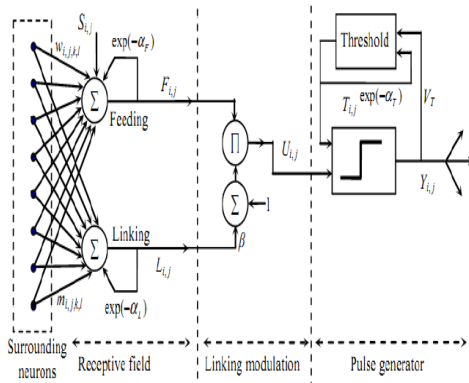 S_{i,j}
w_{i,j,k,l}
exp(-α_F)
Σ
F_{i,j}
Feeding
Threshold
T_{i,j}
exp(-α_T)
V_T
Π
U_{i,j}
Y_{i,j}
Σ
1
β
Linking
Σ
L_{i,j}
m_{i,j,k,l}
exp(-α_L)
Surrounding
neurons
Receptive field
Linking modulation
Pulse generator